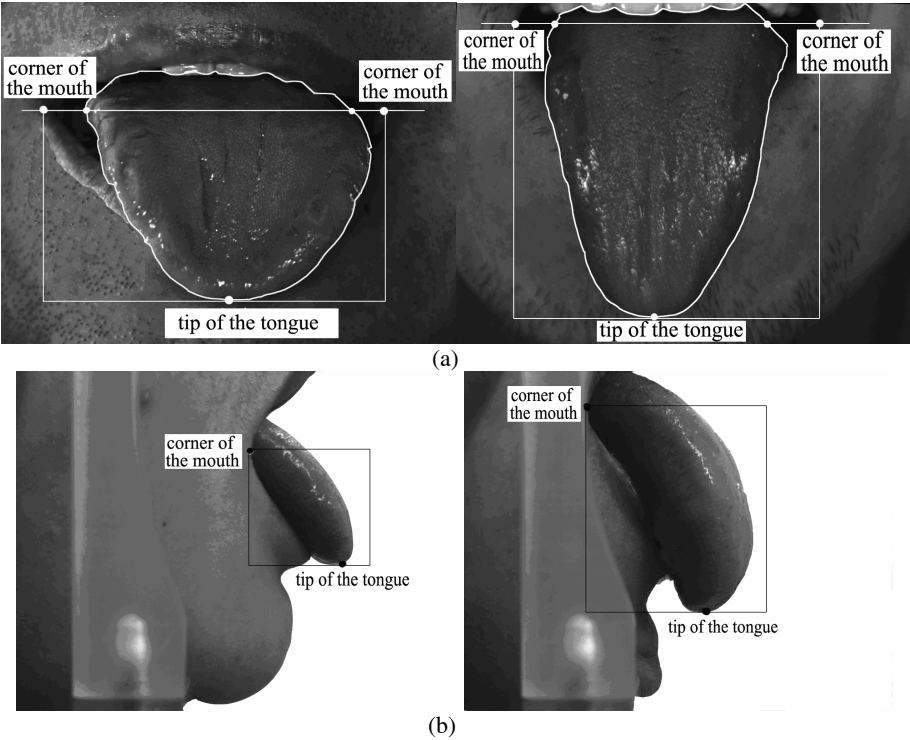 corner of
the mouth
corner of
the mouth
tip of the tongue
corner of
the mouth
corner of
the mouth
tip of the tongue
(a)
corner of
the mouth
tip of the tongue
corner of
the mouth
tip of the tongue
(b)